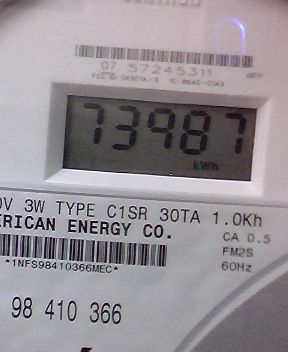 07 57245311
73987
kWh
0V 3W TYPE C1SR 30TA 1.0Kh
ERICAN ENERGY CO.
CA 0.5
FM2S
60Hz
*1NFS98410366MEC*
98 410 366